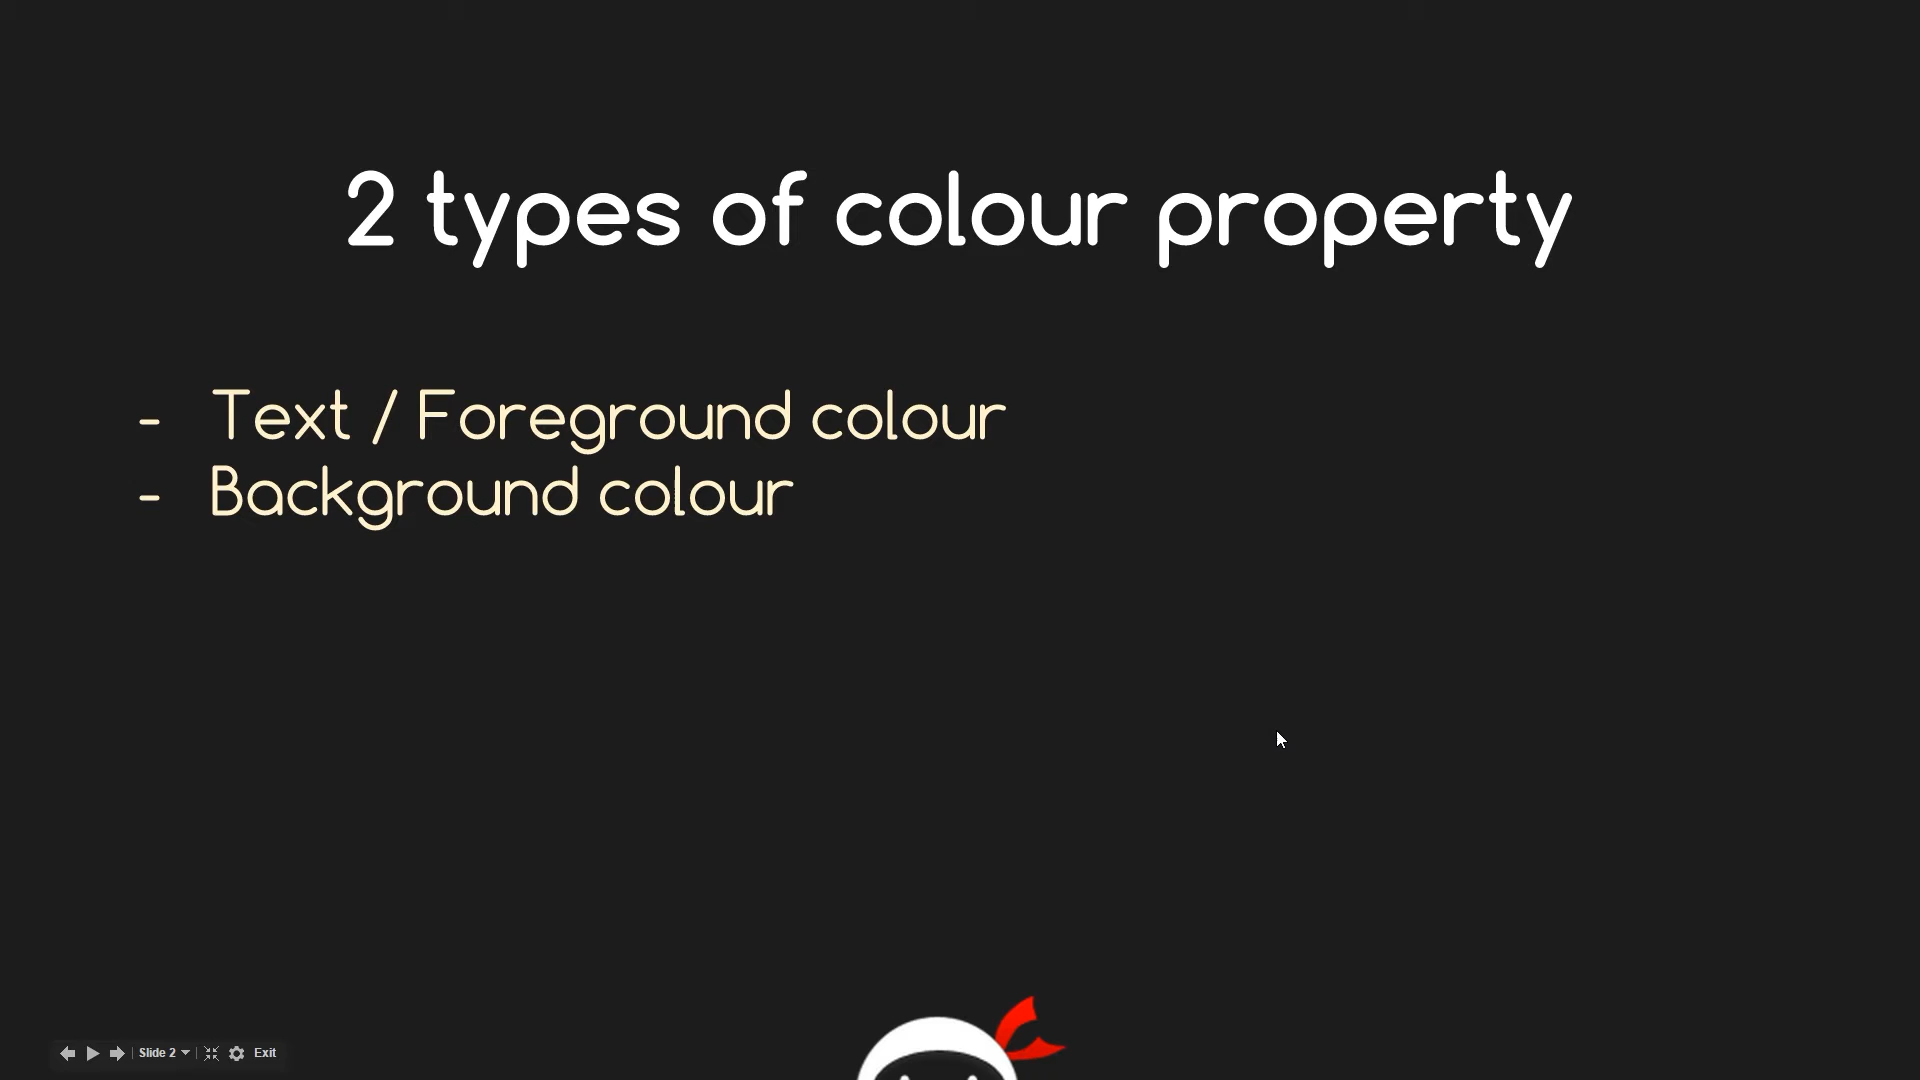 2 types of colour property
- Text / Foreground colour
- Background colour
Slide 2
Exit